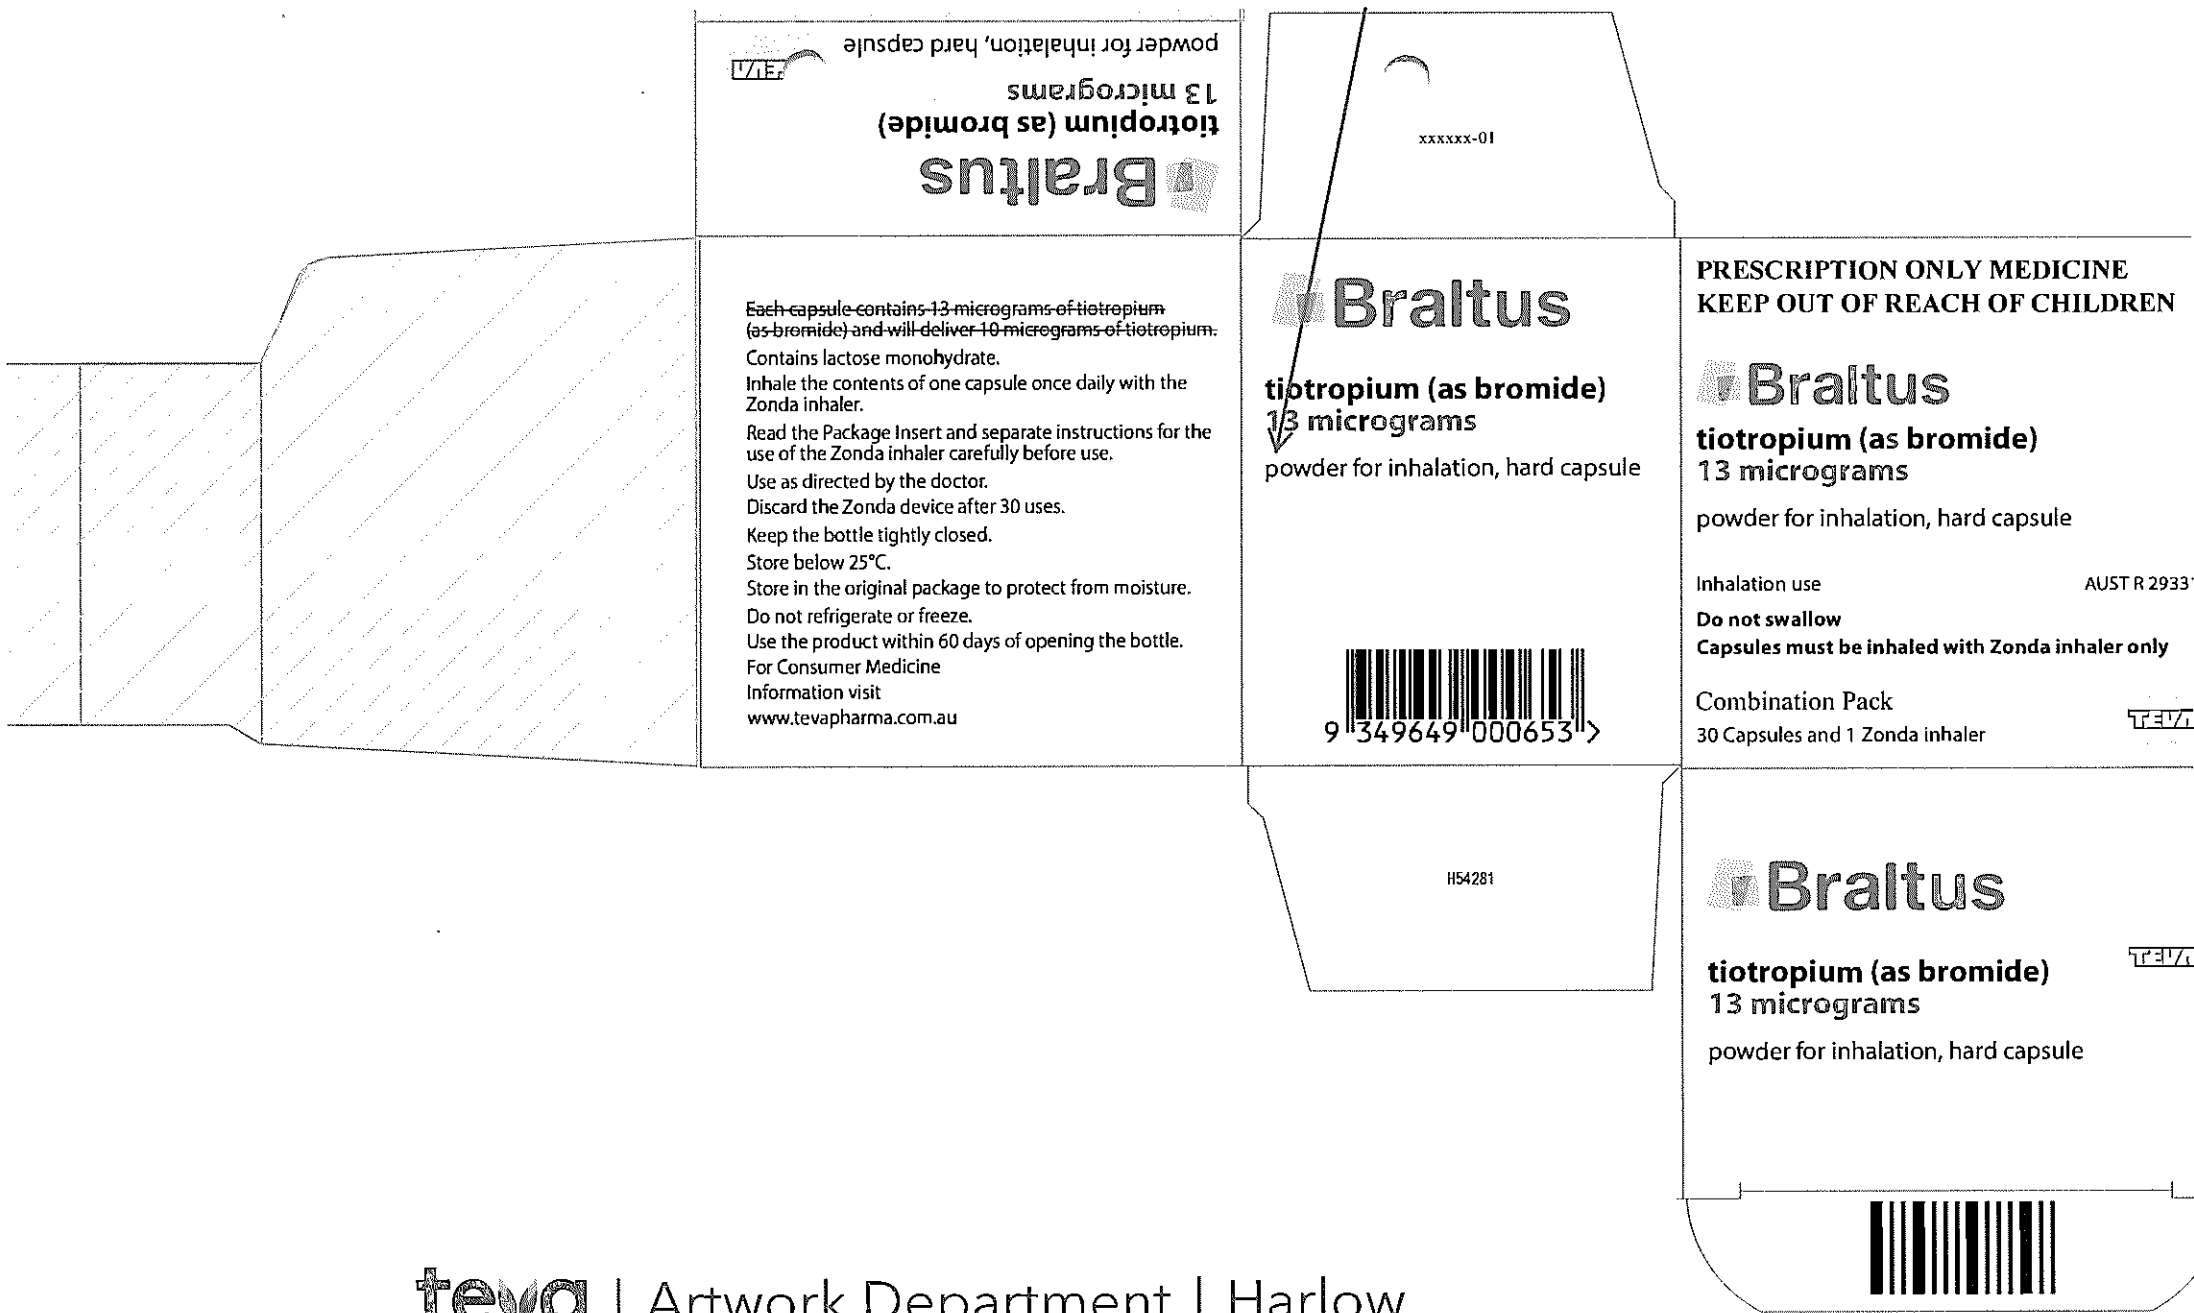 powder for inhalation, hard capsule
13 micrograms
tiotropium (as bromide)
Braltus
xxxxxx-01
Each capsule contains 13 micrograms of tiotropium
(as bromide) and will deliver 10 micrograms of tiotropium.
Contains lactose monohydrate.
Inhale the contents of one capsule once daily with the
Zonda inhaler.
Read the Package Insert and separate instructions for the
use of the Zonda inhaler carefully before use.
Use as directed by the doctor.
Discard the Zonda device after 30 uses.
Keep the bottle tightly closed.
Store below 25°C.
Store in the original package to protect from moisture.
Do not refrigerate or freeze.
Use the product within 60 days of opening the bottle.
For Consumer Medicine
Information visit
www.tevapharma.com.au
Braltus
tiotropium (as bromide)
13 micrograms
powder for inhalation, hard capsule
9 349649 000653 >
H54281
PRESCRIPTION ONLY MEDICINE
KEEP OUT OF REACH OF CHILDREN
Braltus
tiotropium (as bromide)
13 micrograms
powder for inhalation, hard capsule
Inhalation use AUST R 2933
Do not swallow
Capsules must be inhaled with Zonda inhaler only
Combination Pack
TEVA
30 Capsules and 1 Zonda inhaler
Braltus
TEVA
tiotropium (as bromide)
13 micrograms
powder for inhalation, hard capsule
teva | Artwork Department | Harlow